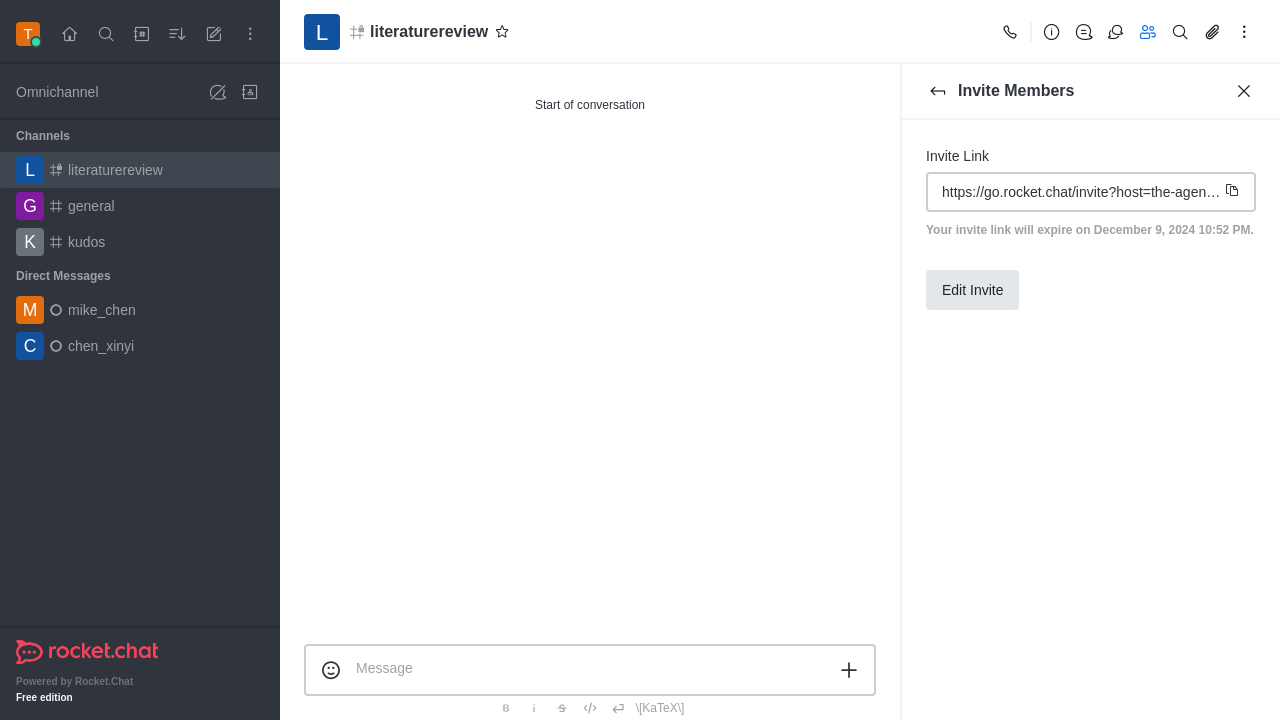 T
Omnichannel
Channels
L literaturereview
G general
K kudos
Direct Messages
M mike_chen
C chen_xinyi
rocket.chat
Powered by Rocket.Chat
Free edition
L literaturereview
Start of conversation
Message
B i S </> \[KaTeX\]
Invite Members
Invite Link
https://go.rocket.chat/invite?host=the-agen…
Your invite link will expire on December 9, 2024 10:52 PM.
Edit Invite